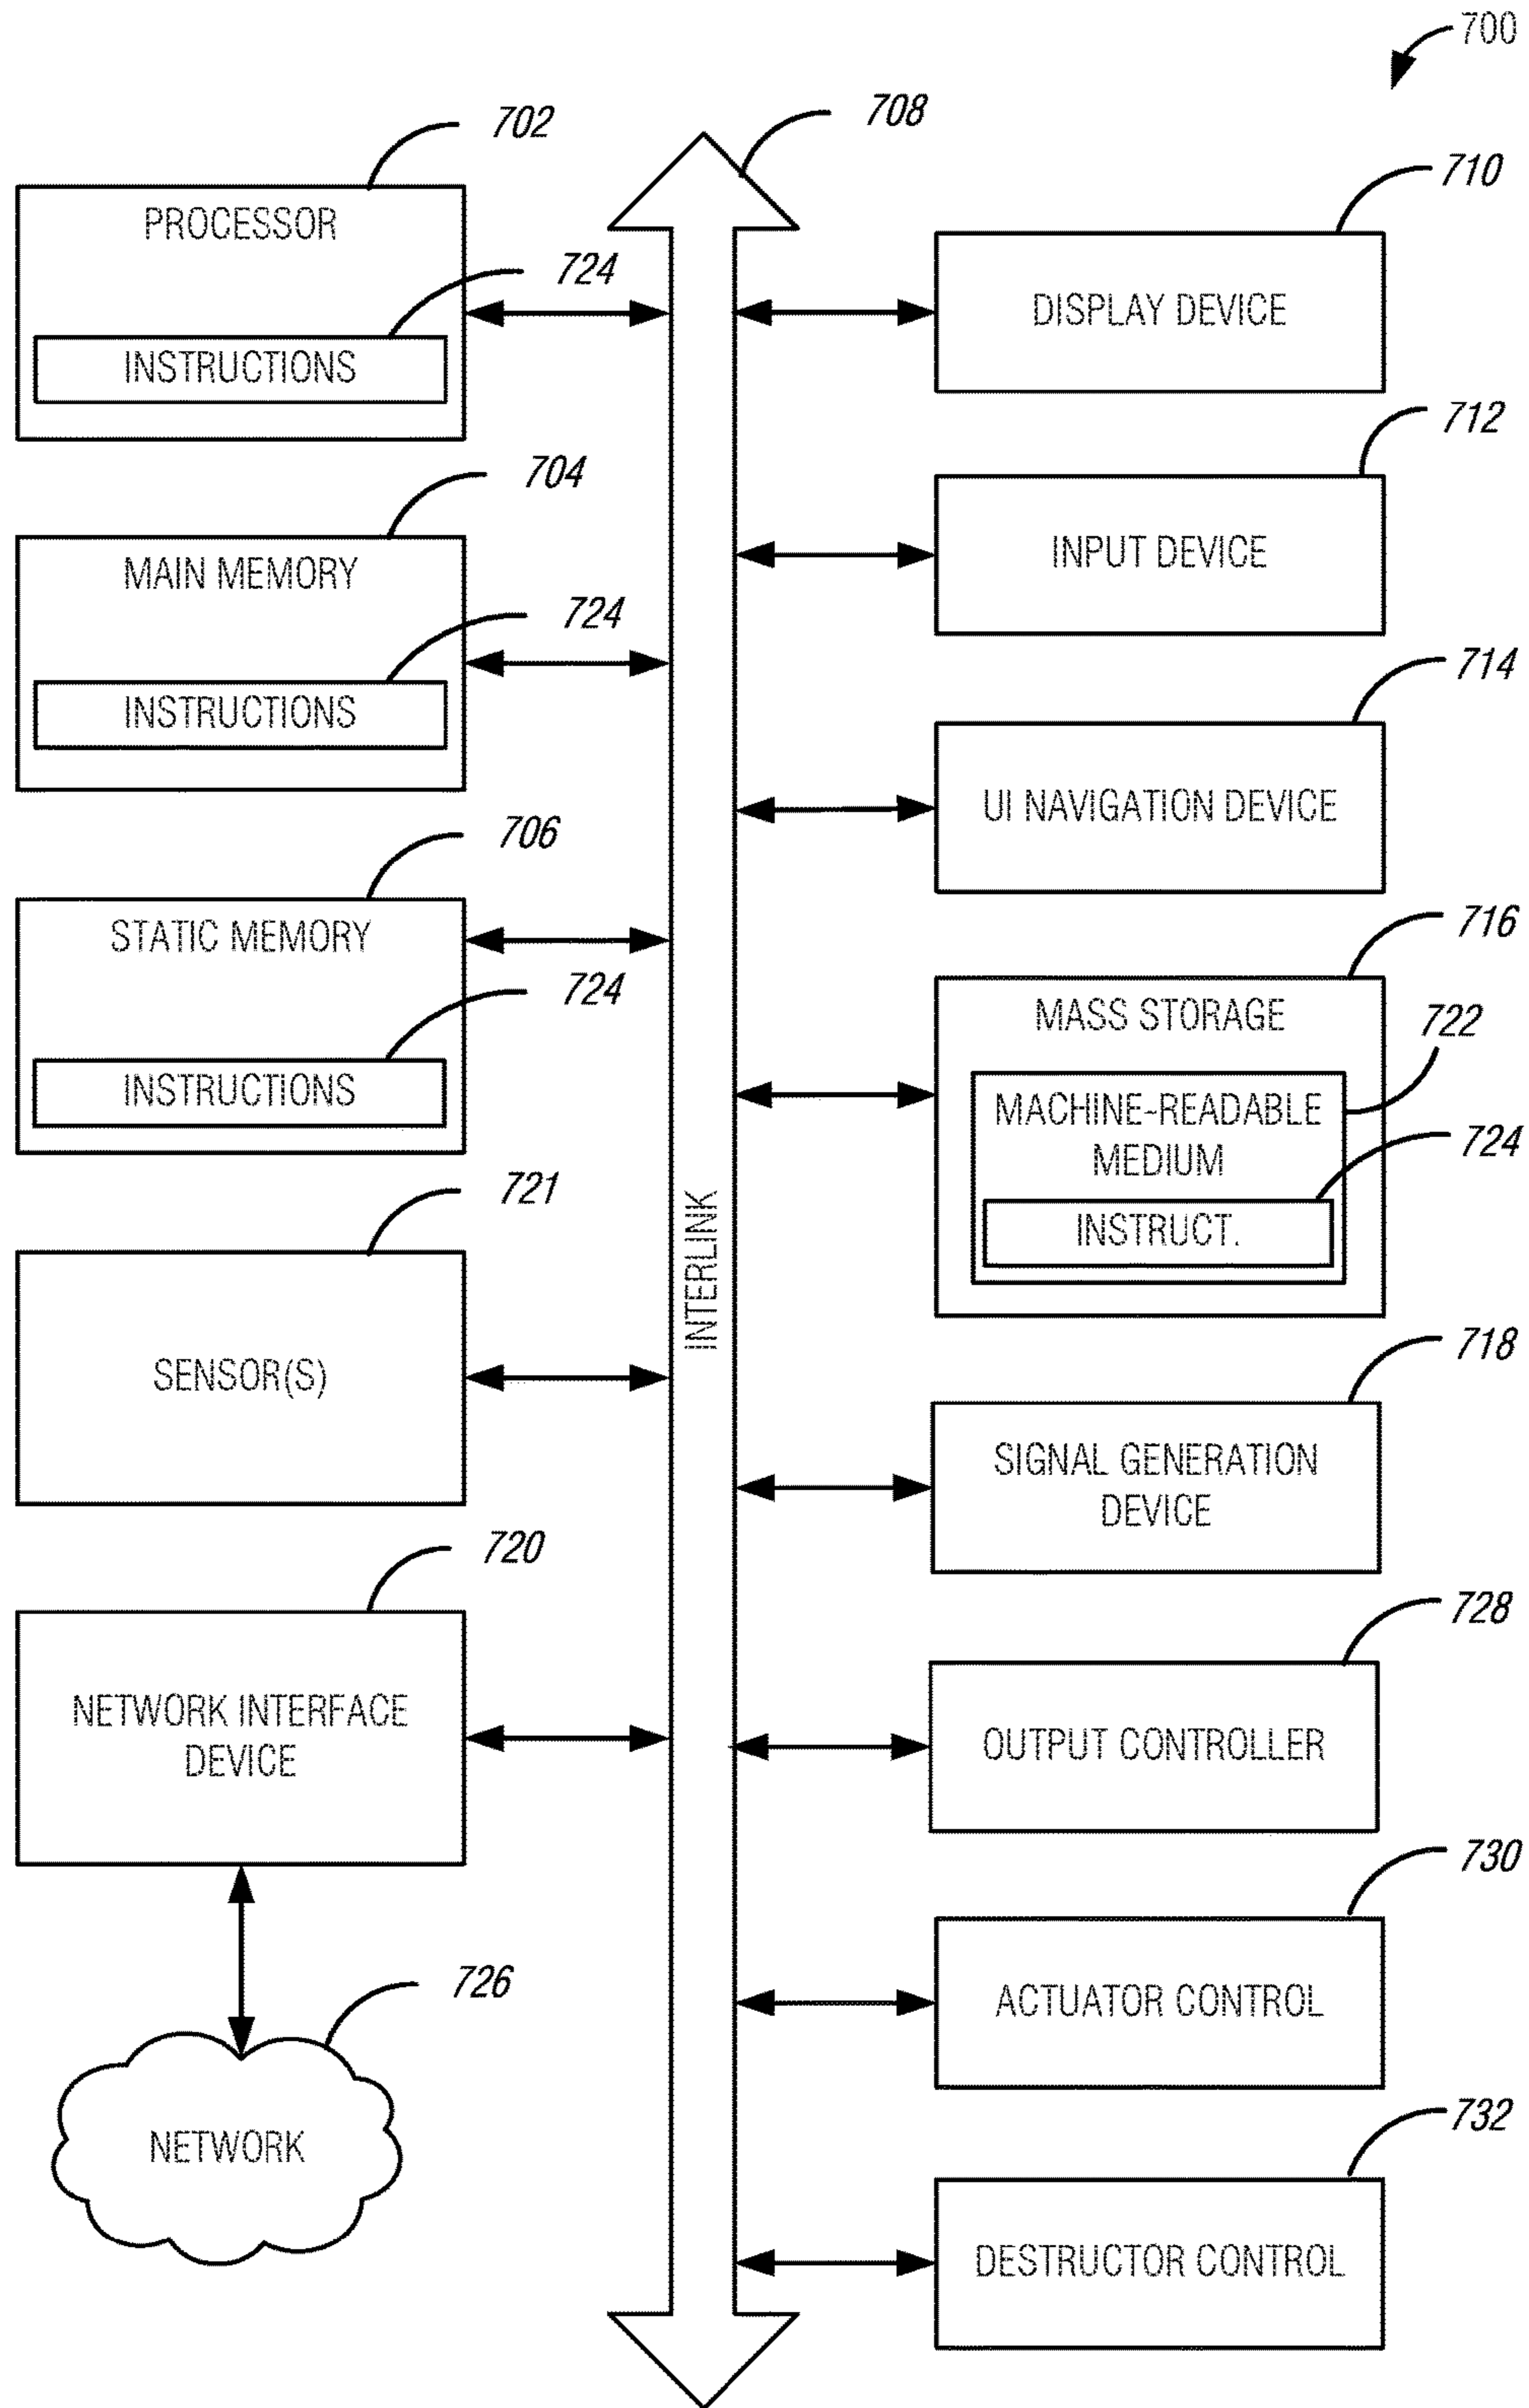 700
702
PROCESSOR
724
INSTRUCTIONS
704
MAIN MEMORY
724
INSTRUCTIONS
706
STATIC MEMORY
724
INSTRUCTIONS
721
SENSOR(S)
720
NETWORK INTERFACE
DEVICE
726
NETWORK
708
INTERLINK
710
DISPLAY DEVICE
712
INPUT DEVICE
714
UI NAVIGATION DEVICE
716
MASS STORAGE
722
MACHINE-READABLE
MEDIUM
724
INSTRUCT.
718
SIGNAL GENERATION
DEVICE
728
OUTPUT CONTROLLER
730
ACTUATOR CONTROL
732
DESTRUCTOR CONTROL